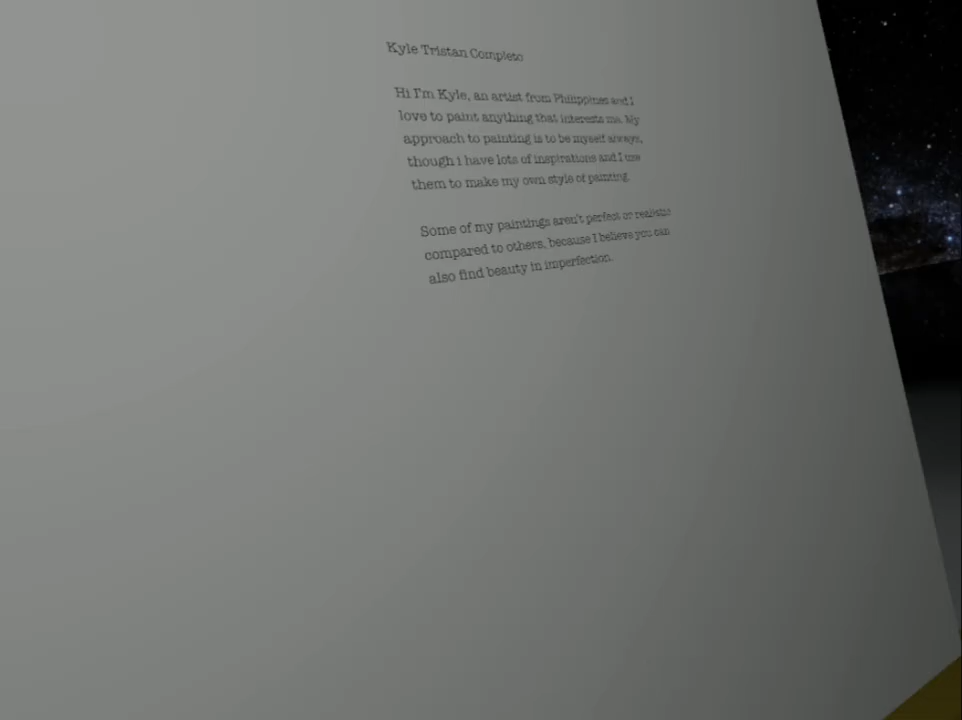 Kyle Tristan Completo
Hi I'm Kyle, an artist from Philippines and I
love to paint anything that interests me. My
approach to painting is to be myself always,
though i have lots of inspirations and I use
them to make my own style of painting.
Some of my paintings aren't perfect or realistic
compared to others, because I believe you can
also find beauty in imperfection.